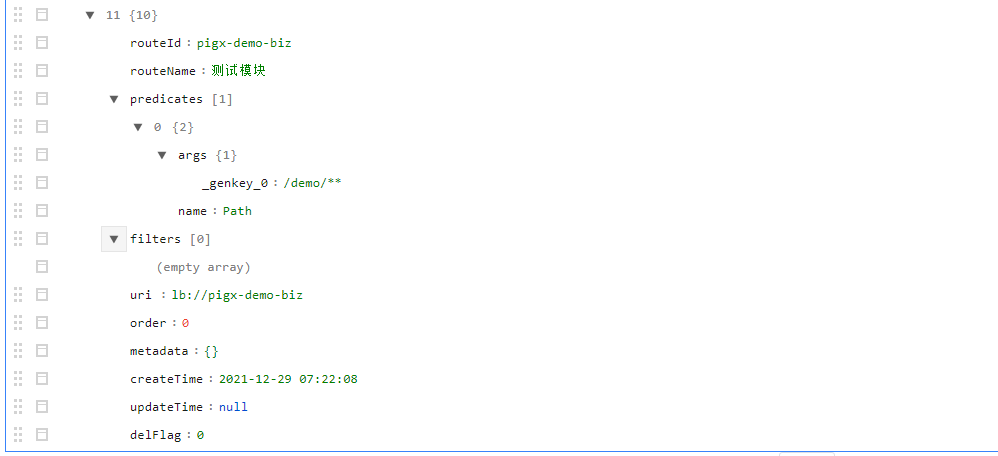 11 {10}
routeId : pigx-demo-biz
routeName : 测试模块
predicates [1]
0 {2}
args {1}
_genkey_0 : /demo/**
name : Path
filters [0]
(empty array)
uri : lb://pigx-demo-biz
order : 0
metadata : {}
createTime : 2021-12-29 07:22:08
updateTime : null
delFlag : 0